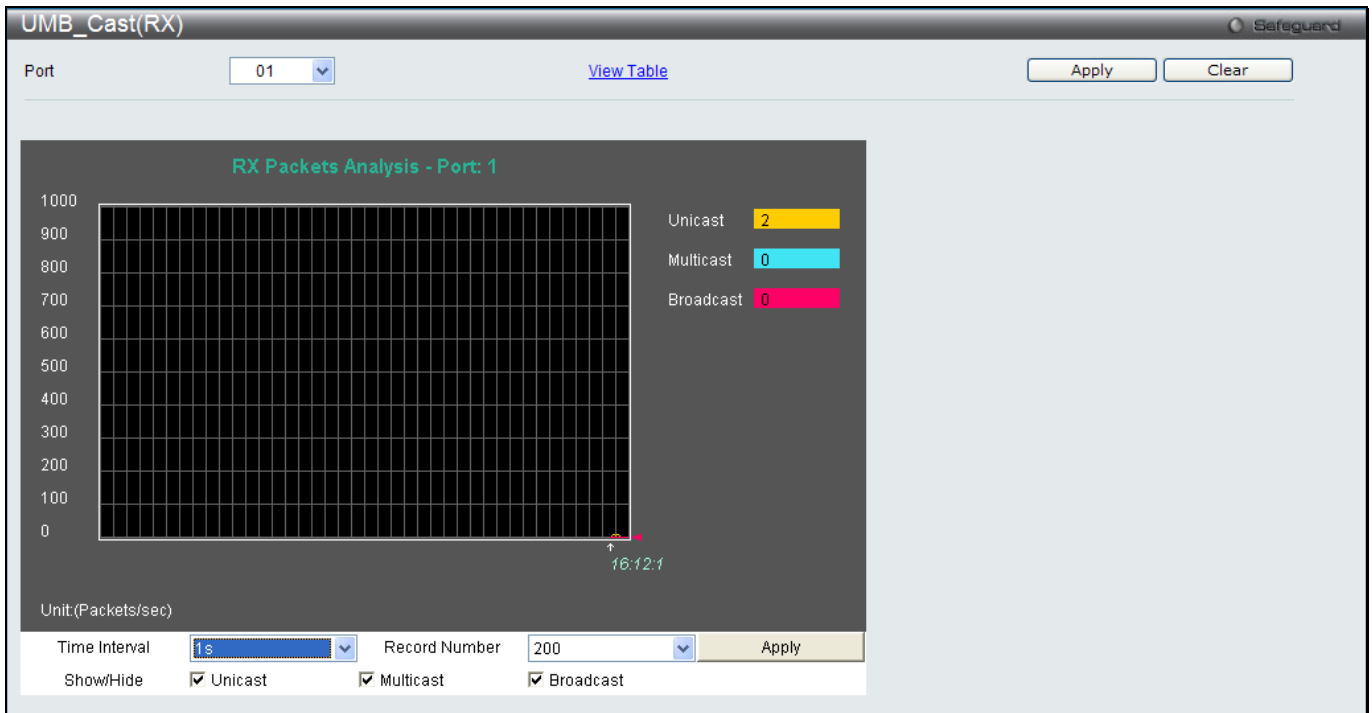 UMB_Cast(RX)
Safeguard
Port 01 View Table Apply Clear
RX Packets Analysis - Port: 1
1000
900
800
700
600
500
400
300
200
100
0
Unicast 2
Multicast 0
Broadcast 0
16:12:1
Unit:(Packets/sec)
Time Interval 1s Record Number 200 Apply
Show/Hide Unicast Multicast Broadcast